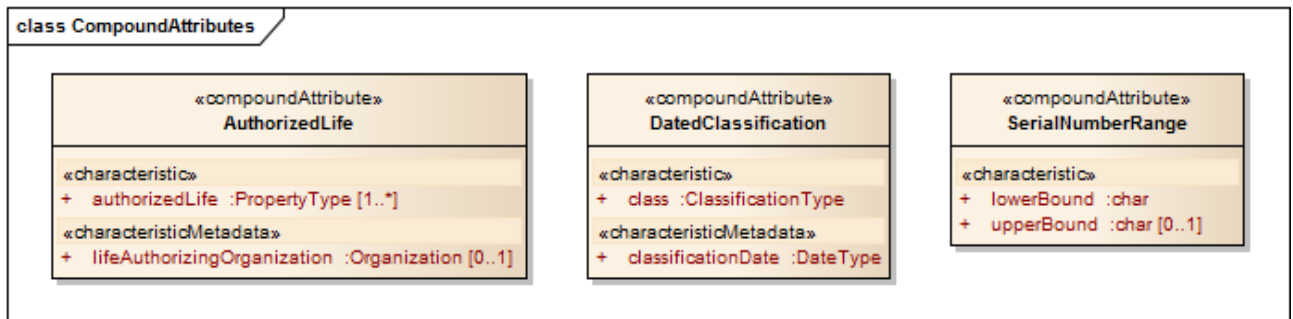 class CompoundAttributes
«compoundAttribute»
AuthorizedLife
«characteristic»
+ authorizedLife :PropertyType [1..*]
«characteristicMetadata»
+ lifeAuthorizingOrganization :Organization [0..1]
«compoundAttribute»
DatedClassification
«characteristic»
+ class :ClassificationType
«characteristicMetadata»
+ classificationDate :DateType
«compoundAttribute»
SerialNumberRange
«characteristic»
+ lowerBound :char
+ upperBound :char [0..1]